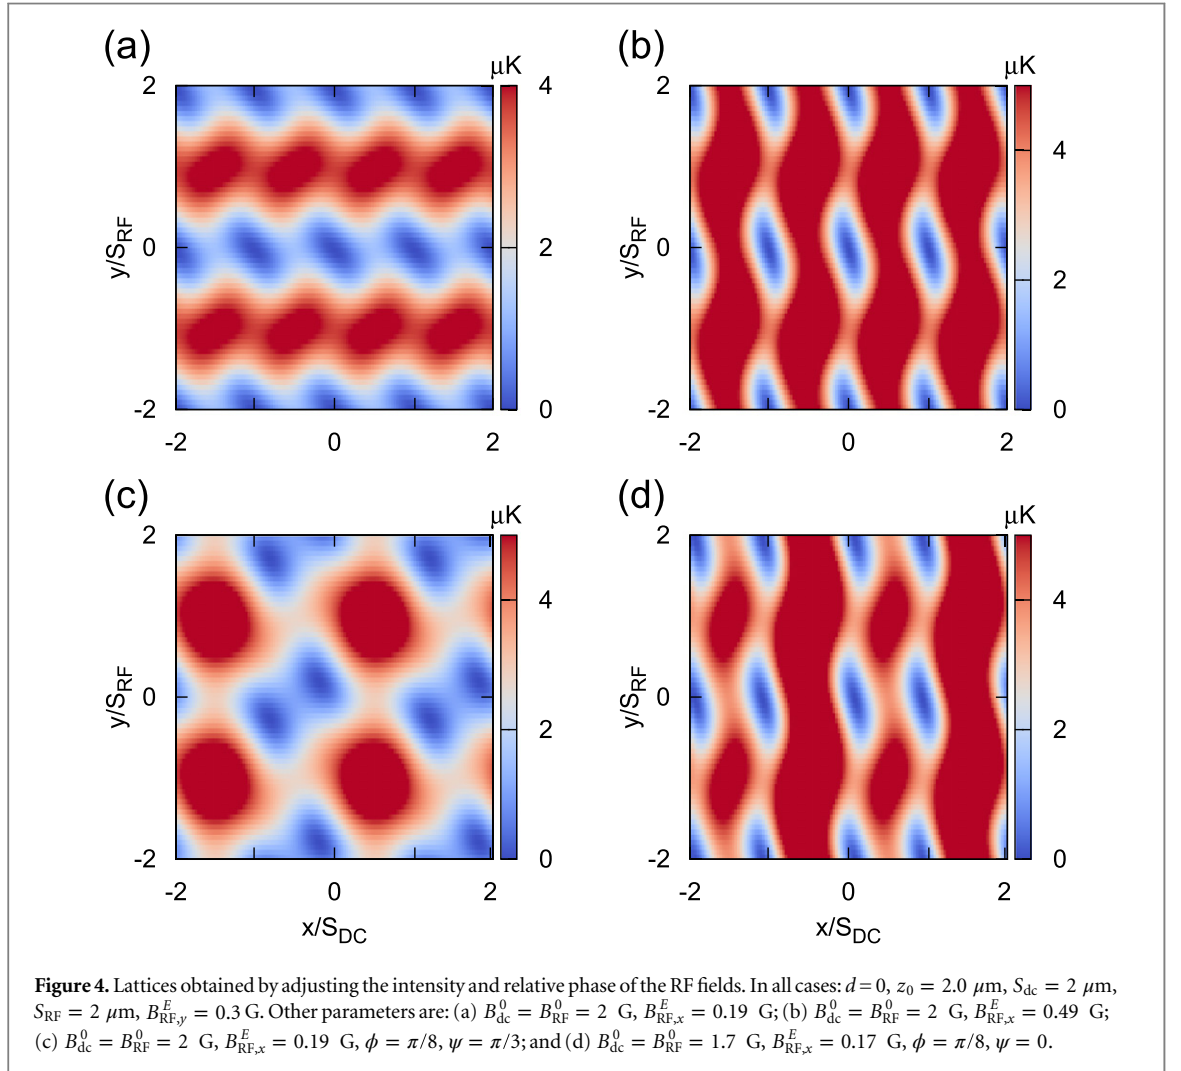 (a)
(b)
μK
μK
2
0
-2
y/S_RF
-2
0
2
4
2
0
2
0
-2
y/S_RF
-2
0
2
4
2
0
(c)
(d)
μK
μK
2
0
-2
y/S_RF
-2
0
2
x/S_DC
4
2
0
2
0
-2
y/S_RF
-2
0
2
x/S_DC
4
2
0
Figure 4. Lattices obtained by adjusting the intensity and relative phase of the RF fields. In all cases: d = 0, z_0 = 2.0 μm, S_dc = 2 μm,
S_RF = 2 μm, B^E_RF,y = 0.3 G. Other parameters are: (a) B^0_dc = B^0_RF = 2 G, B^E_RF,x = 0.19 G; (b) B^0_dc = B^0_RF = 2 G, B^E_RF,x = 0.49 G;
(c) B^0_dc = B^0_RF = 2 G, B^E_RF,x = 0.19 G, ϕ = π/8, ψ = π/3; and (d) B^0_dc = B^0_RF = 1.7 G, B^E_RF,x = 0.17 G, ϕ = π/8, ψ = 0.